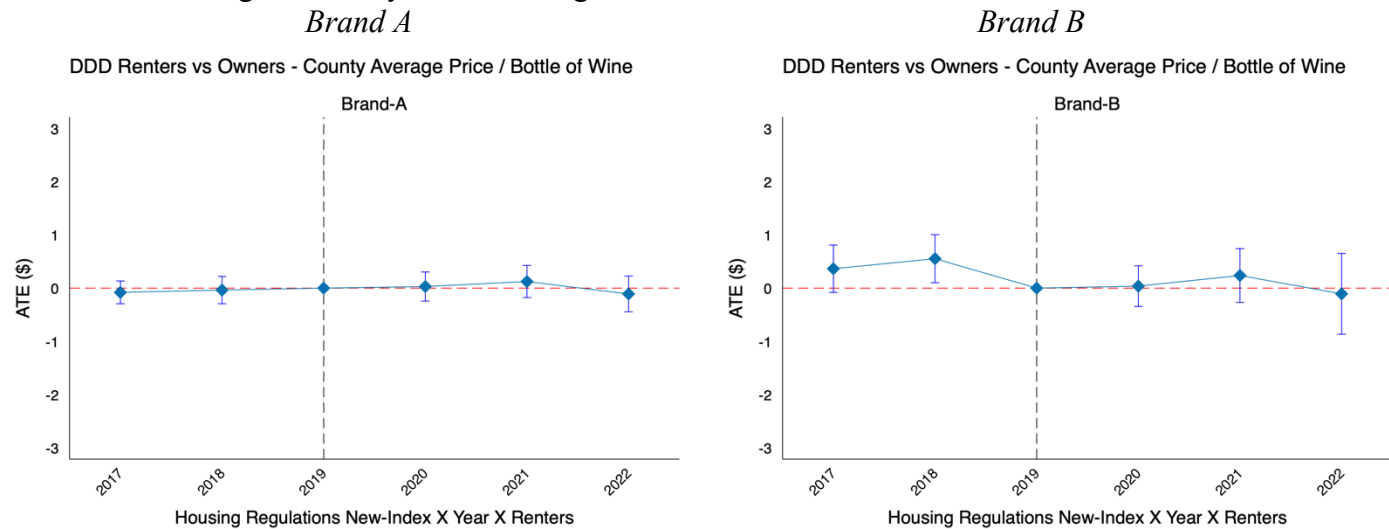 Brand A
Brand B
DDD Renters vs Owners - County Average Price / Bottle of Wine
Brand-A
3
2
1
0
-1
-2
-3
ATE ($)
2017
2018
2019
2020
2021
2022
Housing Regulations New-Index X Year X Renters
DDD Renters vs Owners - County Average Price / Bottle of Wine
Brand-B
3
2
1
0
-1
-2
-3
ATE ($)
2017
2018
2019
2020
2021
2022
Housing Regulations New-Index X Year X Renters